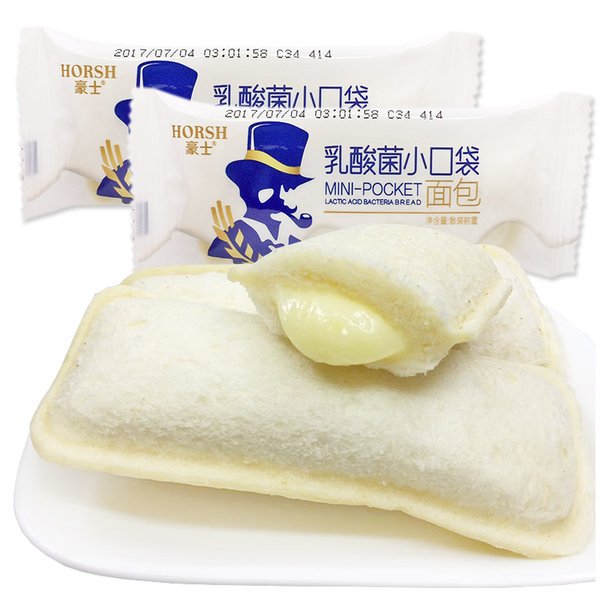 2017/07/04 03:01:58 C34 414
HORSH
豪士®
乳酸菌小口袋
2017/07/04 03:01:58 C34 414
HORSH
豪士®
乳酸菌小口袋
MINI-POCKET 面包
LACTIC ACID BACTERIA BREAD
净含量:散装称重